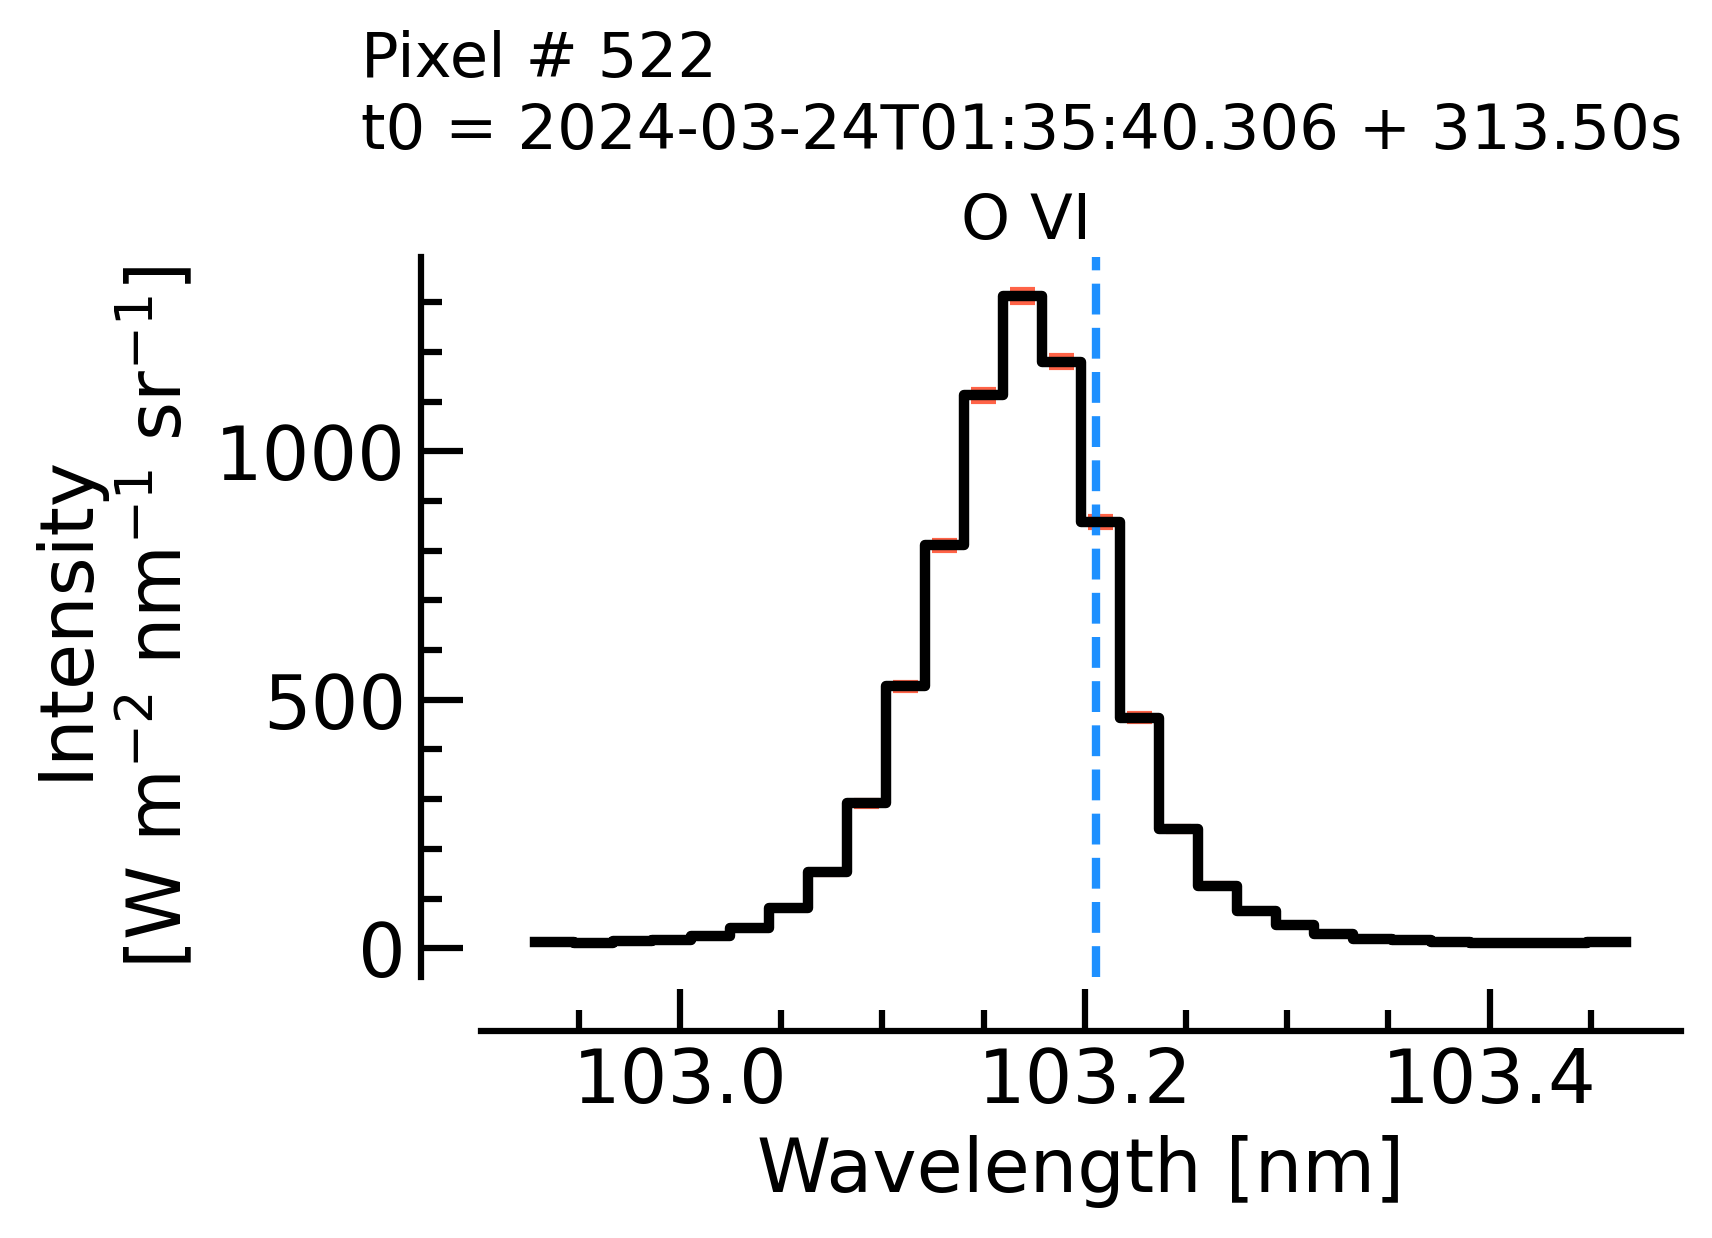 Pixel # 522
t0 = 2024-03-24T01:35:40.306 + 313.50s
O VI
Intensity
[W m⁻² nm⁻¹ sr⁻¹]
1000
500
0
103.0 103.2 103.4
Wavelength [nm]